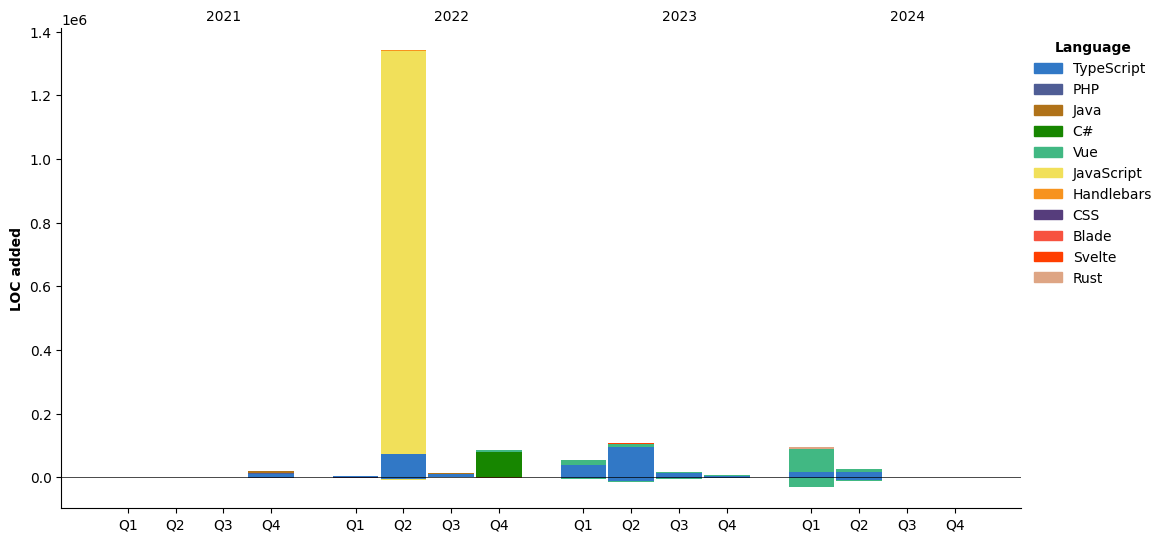 1e6
2021 2022 2023 2024
1.4
1.2
1.0
0.8
0.6
0.4
0.2
0.0
LOC added
Q1 Q2 Q3 Q4 Q1 Q2 Q3 Q4 Q1 Q2 Q3 Q4 Q1 Q2 Q3 Q4
Language
TypeScript
PHP
Java
C#
Vue
JavaScript
Handlebars
CSS
Blade
Svelte
Rust